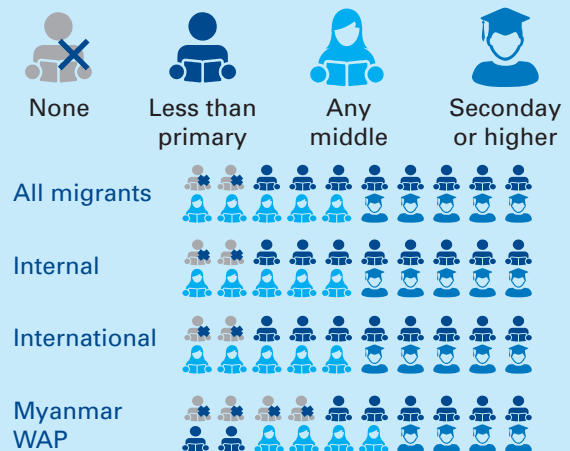 None
Less than
primary
Any
middle
Seconday
or higher
All migrants
Internal
International
Myanmar
WAP